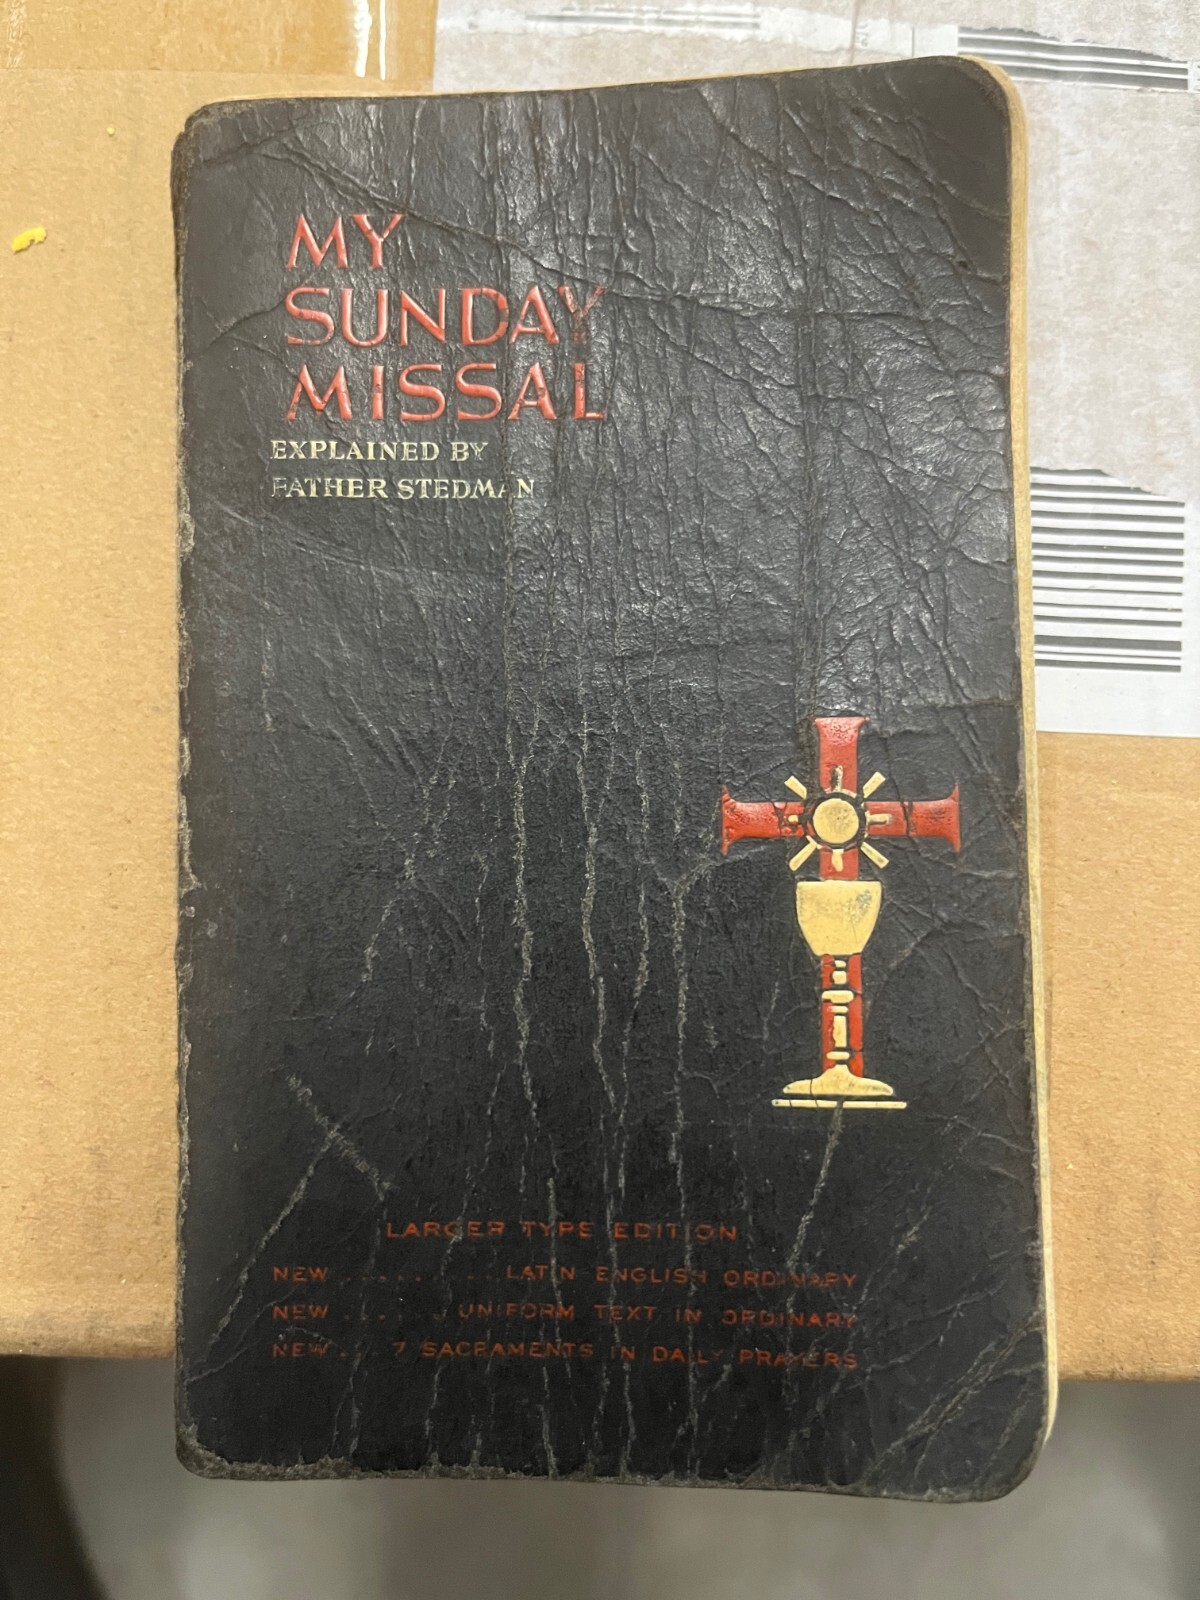 MY
SUNDAY
MISSAL
EXPLAINED BY
FATHER STEDMAN
LARGER TYPE EDITION
NEW . . . . . . . . . LATIN ENGLISH ORDINARY
NEW . . . . . . UNIFORM TEXT IN ORDINARY
NEW . . . 7 SACRAMENTS IN DAILY PRAYERS